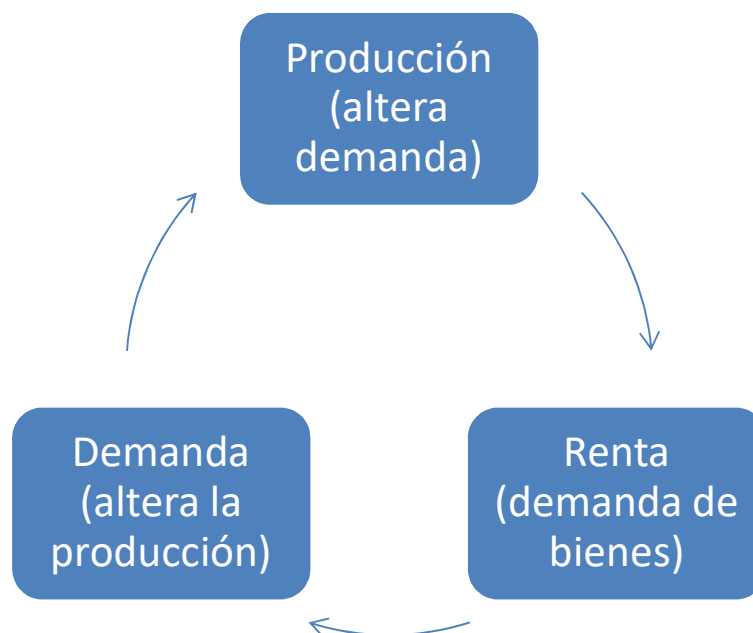 Producción
(altera
demanda)
Renta
(demanda de
bienes)
Demanda
(altera la
producción)